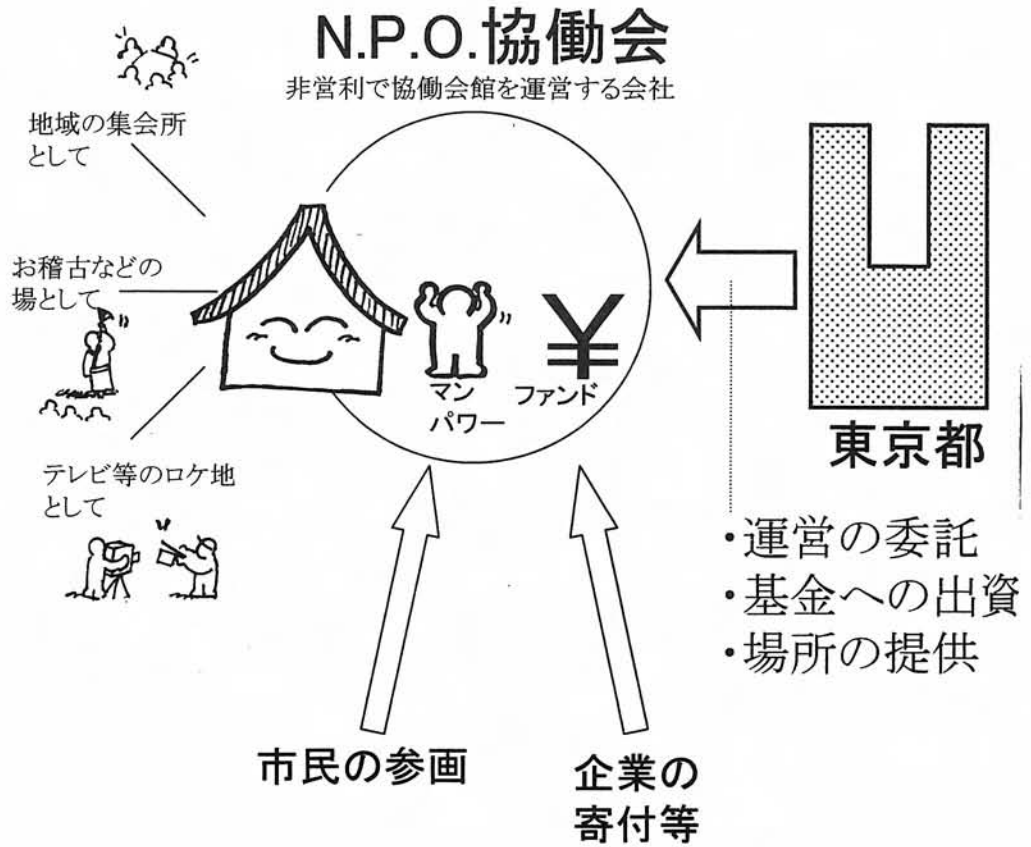 N.P.O.協働会
非営利で協働会館を運営する会社
地域の集会所
として
お稽古などの
場として
テレビ等のロケ地
として
マン
パワー
ファンド
¥
東京都
・運営の委託
・基金への出資
・場所の提供
市民の参画
企業の
寄付等